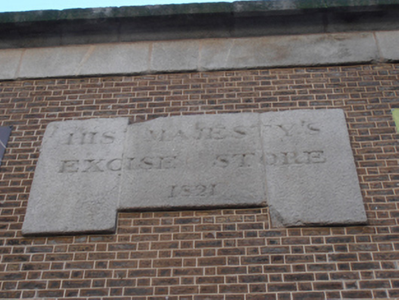 HIS MAJESTY'S
EXCISE STORE
1821